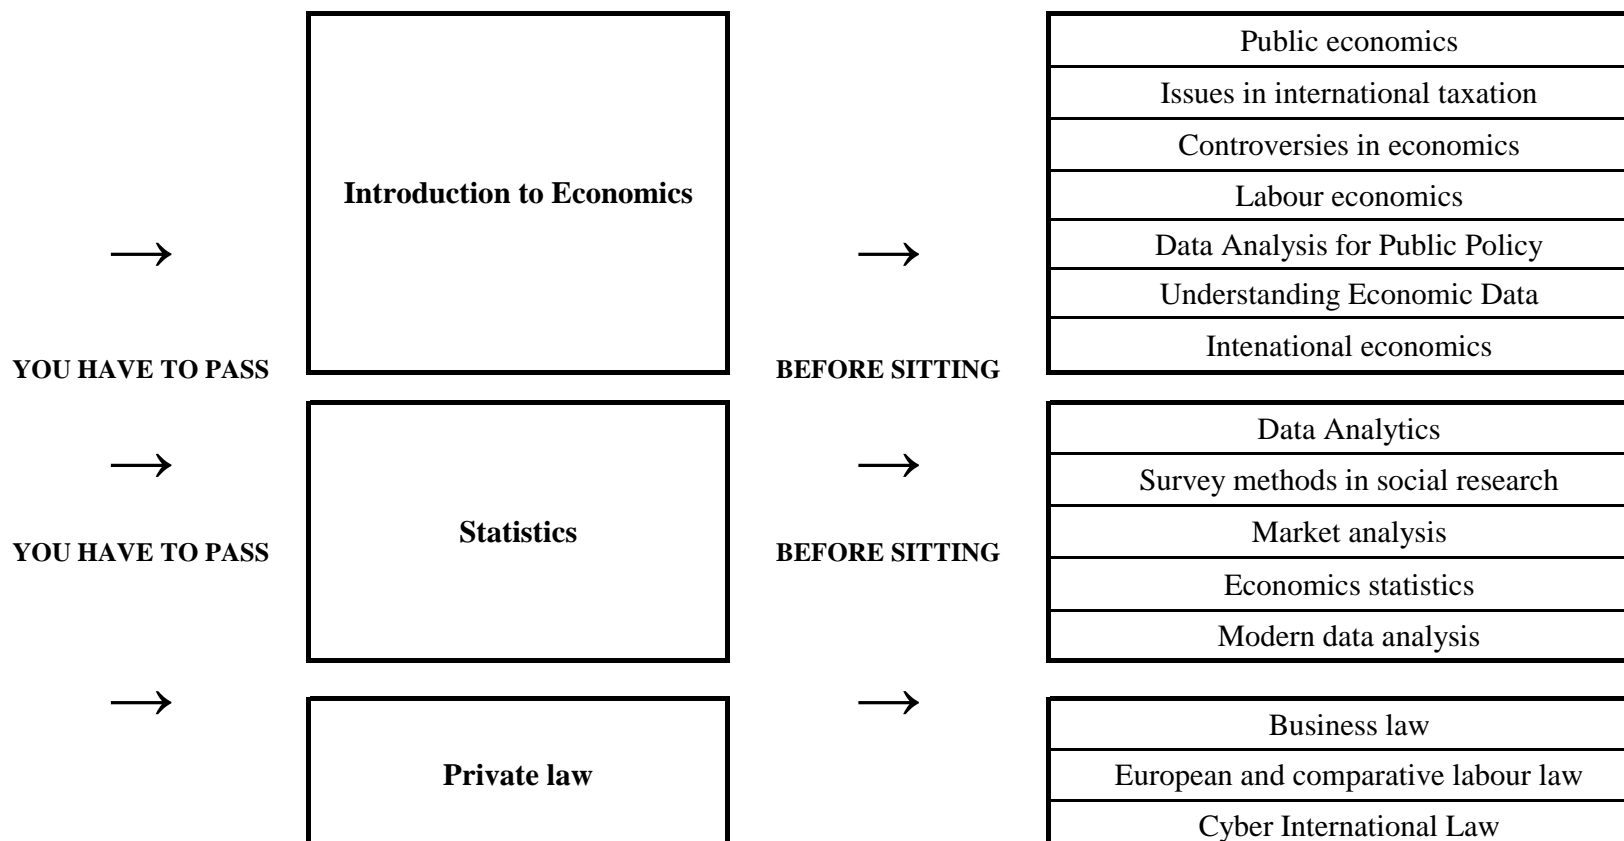 Public economics
Issues in international taxation
Controversies in economics
Introduction to Economics
Labour economics
→
→
Data Analysis for Public Policy
Understanding Economic Data
YOU HAVE TO PASS
BEFORE SITTING
Intenational economics
Data Analytics
→
→
Survey methods in social research
Statistics
Market analysis
YOU HAVE TO PASS
BEFORE SITTING
Economics statistics
Modern data analysis
→
→
Business law
Private law
European and comparative labour law
Cyber International Law